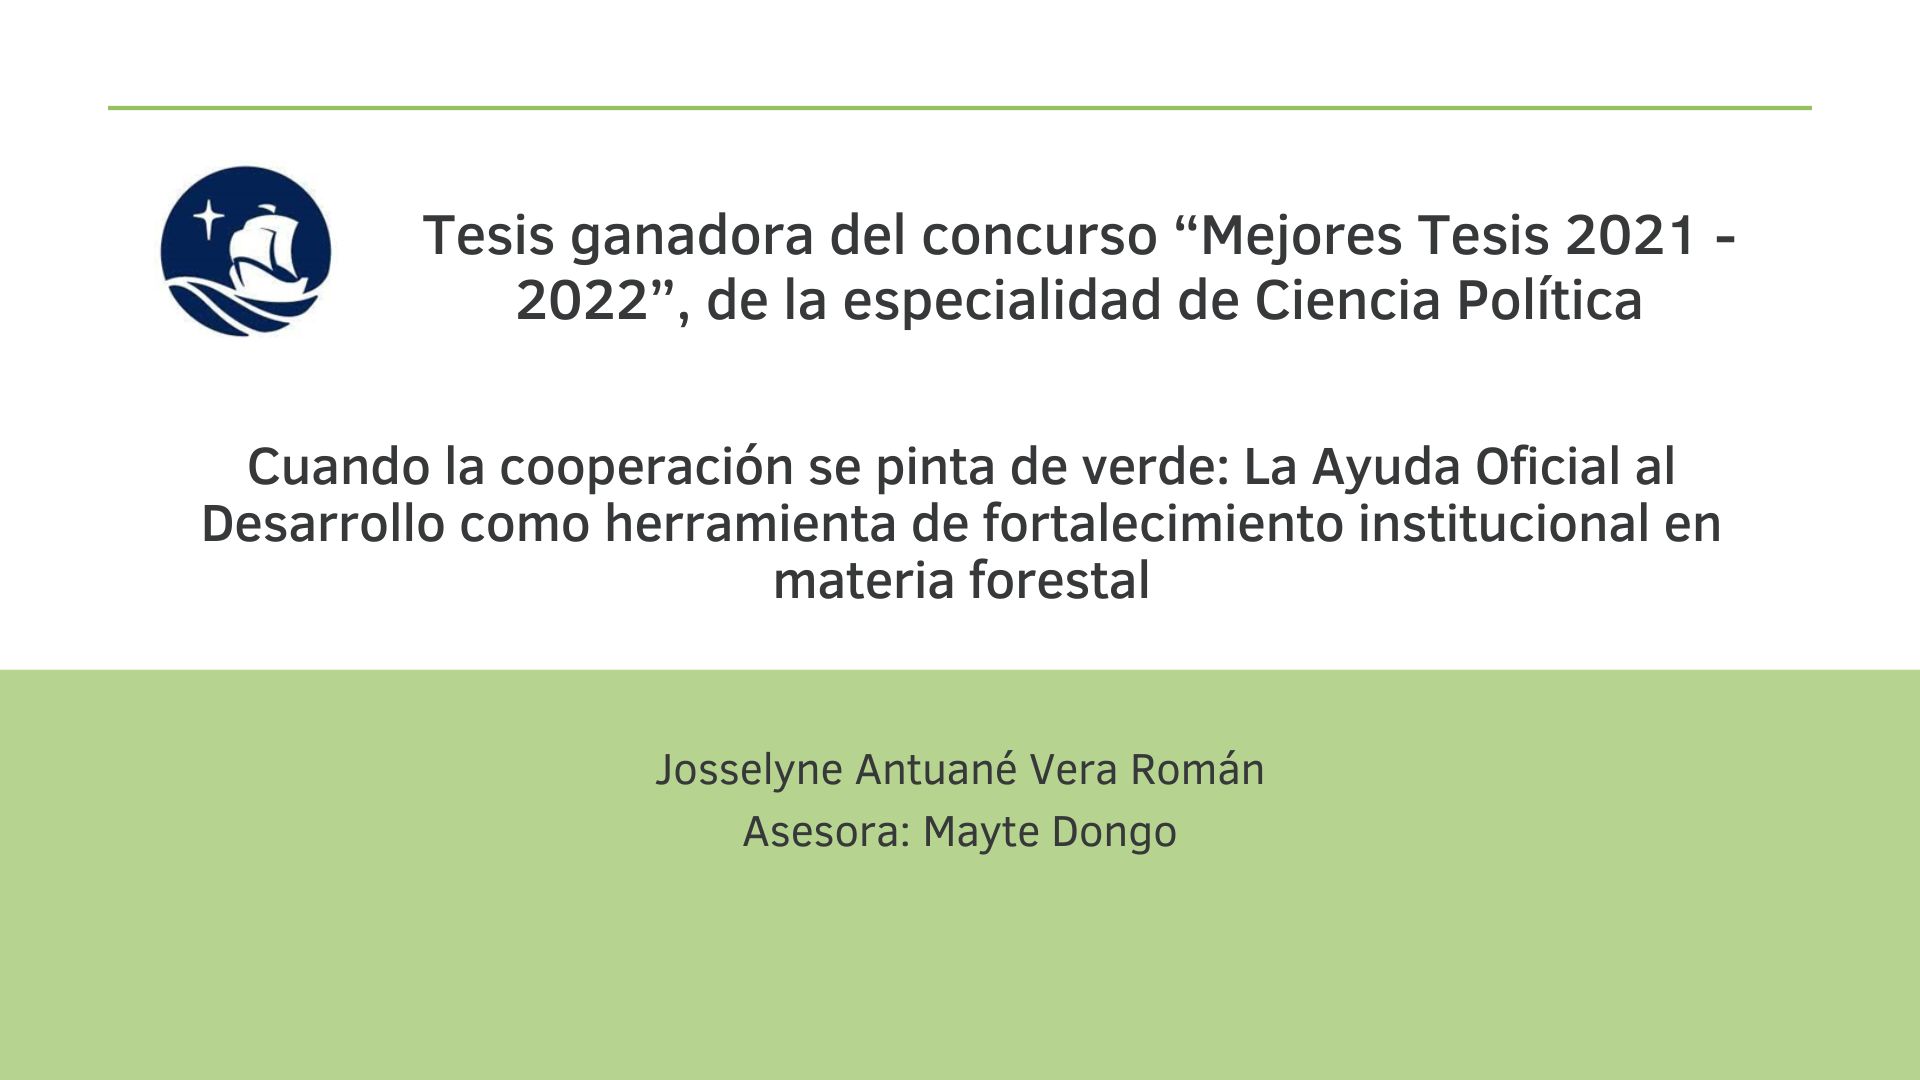 Tesis ganadora del concurso “Mejores Tesis 2021 -
2022”, de la especialidad de Ciencia Política
Cuando la cooperación se pinta de verde: La Ayuda Oficial al
Desarrollo como herramienta de fortalecimiento institucional en
materia forestal
Josselyne Antuané Vera Román
Asesora: Mayte Dongo